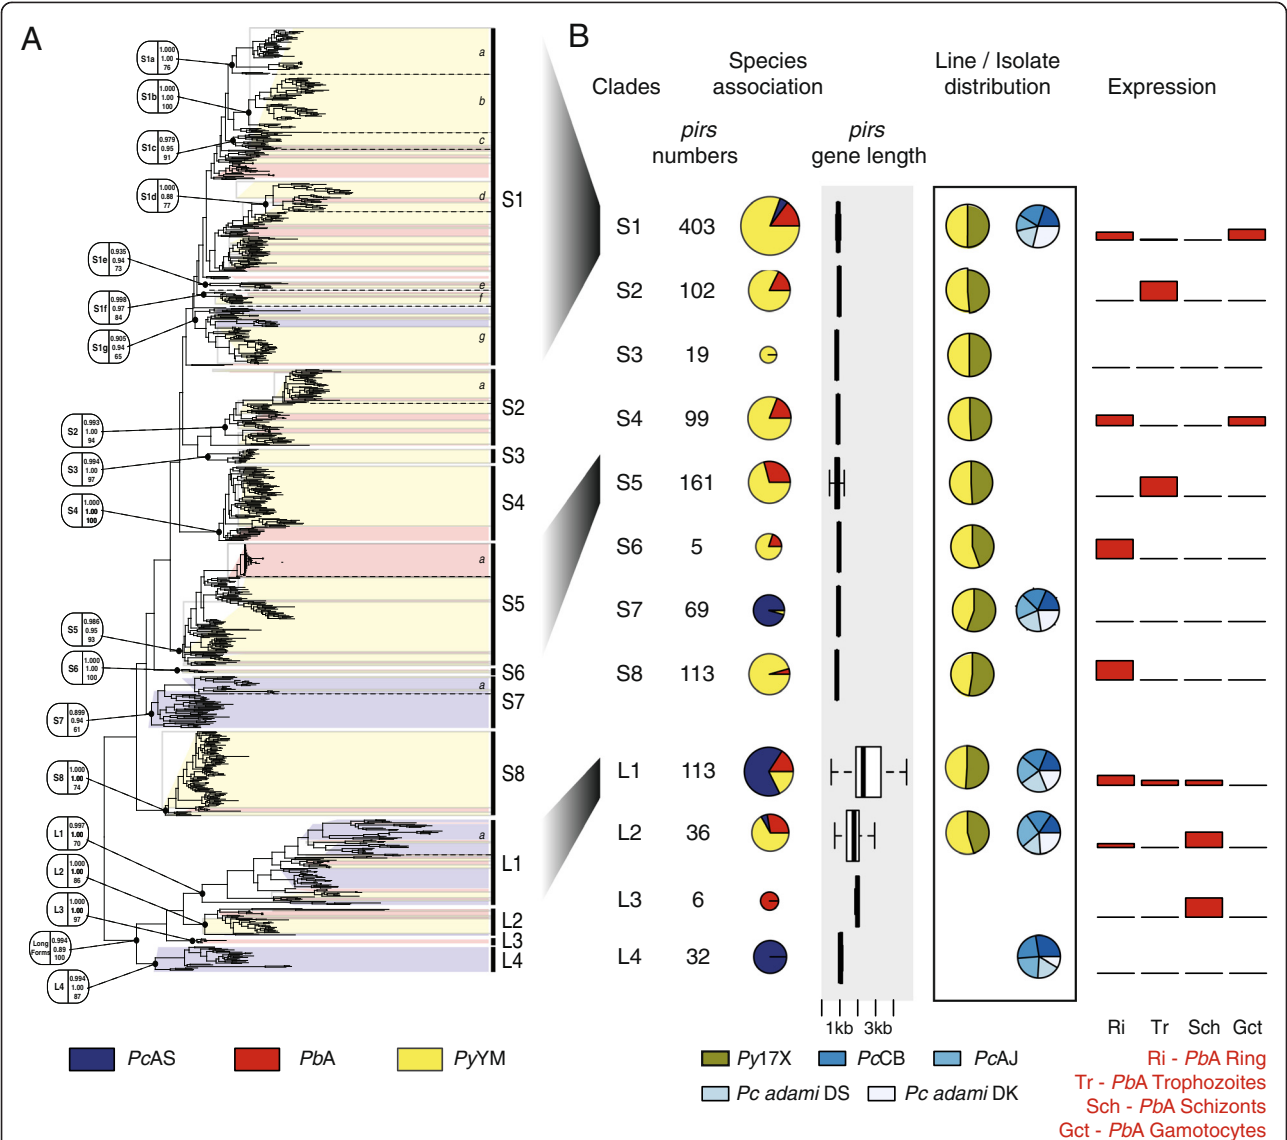 A
B
S1a 1.000 1.00 76
S1b 1.000 1.00 100
S1c 0.979 0.95 91
S1d 1.000 0.88 77
S1e 0.935 0.94 73
S1f 0.998 0.97 84
S1g 0.905 0.94 65
S2 0.993 1.00 94
S3 0.994 1.00 97
S4 1.000 1.00 100
S5 0.986 0.95 93
S6 1.000 1.00 100
S7 0.899 0.94 61
S8 1.000 1.00 74
L1 0.997 1.00 70
L2 1.000 1.00 86
L3 1.000 1.00 97
Long Forms 0.994 0.89 100
L4 0.994 1.00 87
a
b
c
d
e
f
g
S1
a
S2
S3
S4
a
S5
S6
a
S7
S8
a
L1
L2
L3
L4
PcAS
PbA
PyYM
Clades
Species association
Line / Isolate distribution
Expression
pirs numbers
pirs gene length
S1 403
S2 102
S3 19
S4 99
S5 161
S6 5
S7 69
S8 113
L1 113
L2 36
L3 6
L4 32
1kb 3kb
Ri Tr Sch Gct
Py17X PcCB PcAJ
Pc adami DS Pc adami DK
Ri - PbA Ring
Tr - PbA Trophozoites
Sch - PbA Schizonts
Gct - PbA Gamotocytes